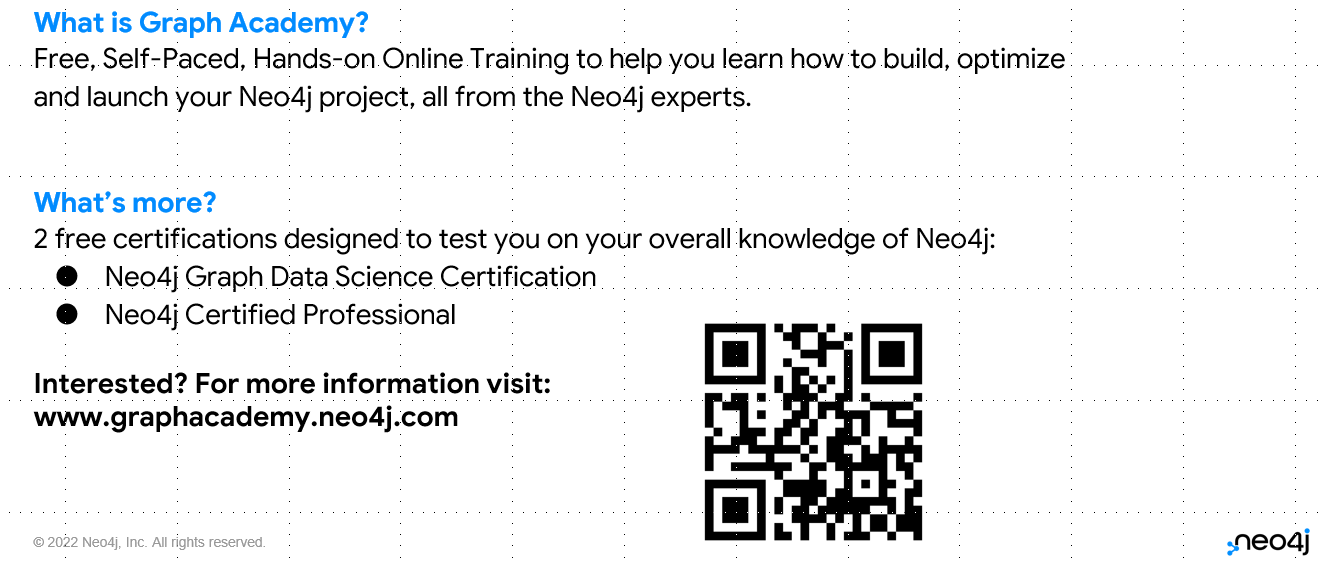 What is Graph Academy?
Free, Self-Paced, Hands-on Online Training to help you learn how to build, optimize
and launch your Neo4j project, all from the Neo4j experts.
What's more?
2 free certifications designed to test you on your overall knowledge of Neo4j:
● Neo4j Graph Data Science Certification
● Neo4j Certified Professional
Interested? For more information visit:
www.graphacademy.neo4j.com
© 2022 Neo4j, Inc. All rights reserved.
neo4j